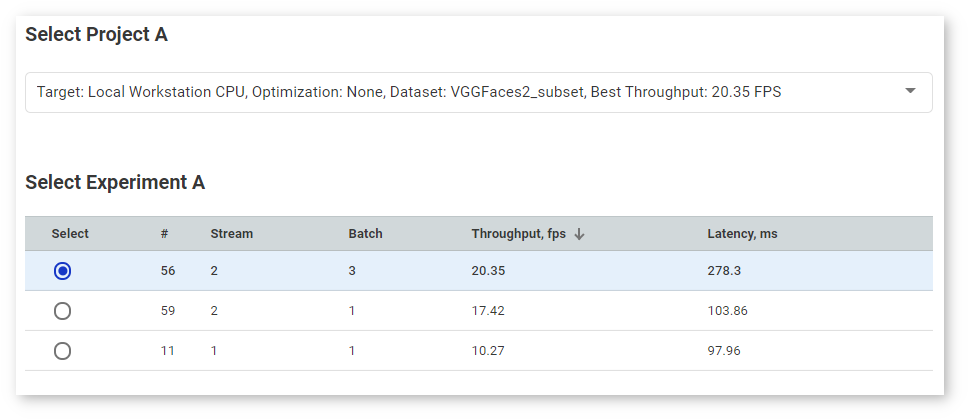 Select Project A
Target: Local Workstation CPU, Optimization: None, Dataset: VGGFaces2_subset, Best Throughput: 20.35 FPS
Select Experiment A
Select # Stream Batch Throughput, fps Latency, ms
56 2 3 20.35 278.3
59 2 1 17.42 103.86
11 1 1 10.27 97.96